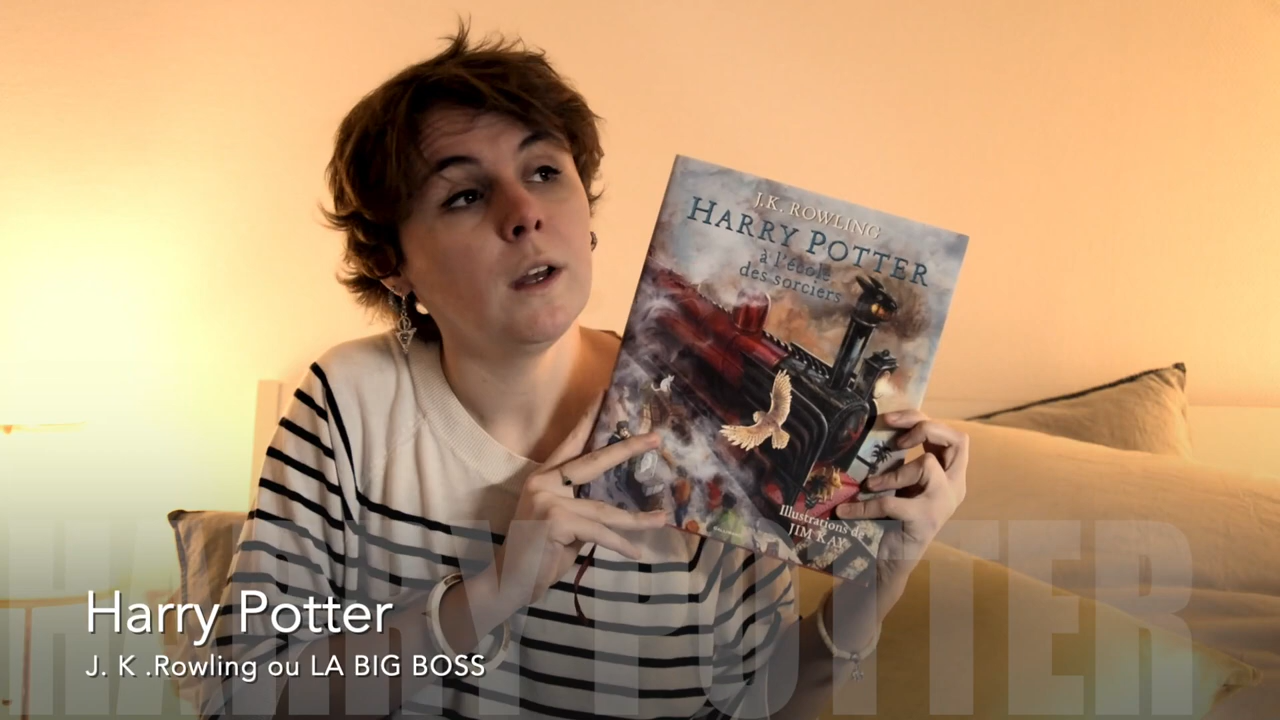 J.K. ROWLING
HARRY POTTER
à l'école
des sorciers
Illustrations de
JIM KAY
HARRY POTTER
Harry Potter
J. K .Rowling ou LA BIG BOSS